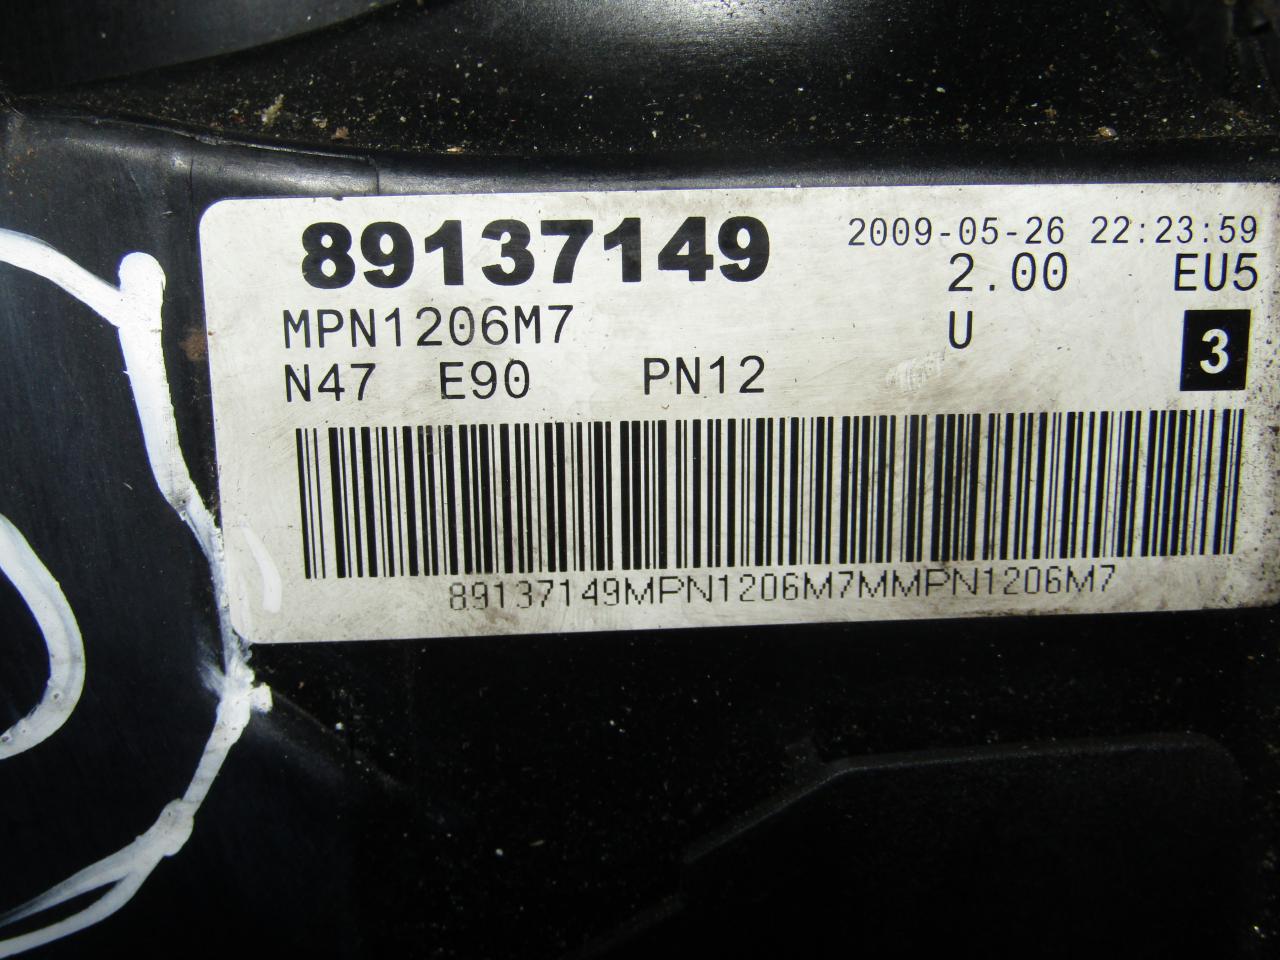 89137149 2009-05-26 22:23:59
2.00 EU5
MPN1206M7 U 3
N47 E90 PN12
89137149MPN1206M7MMPN1206M7